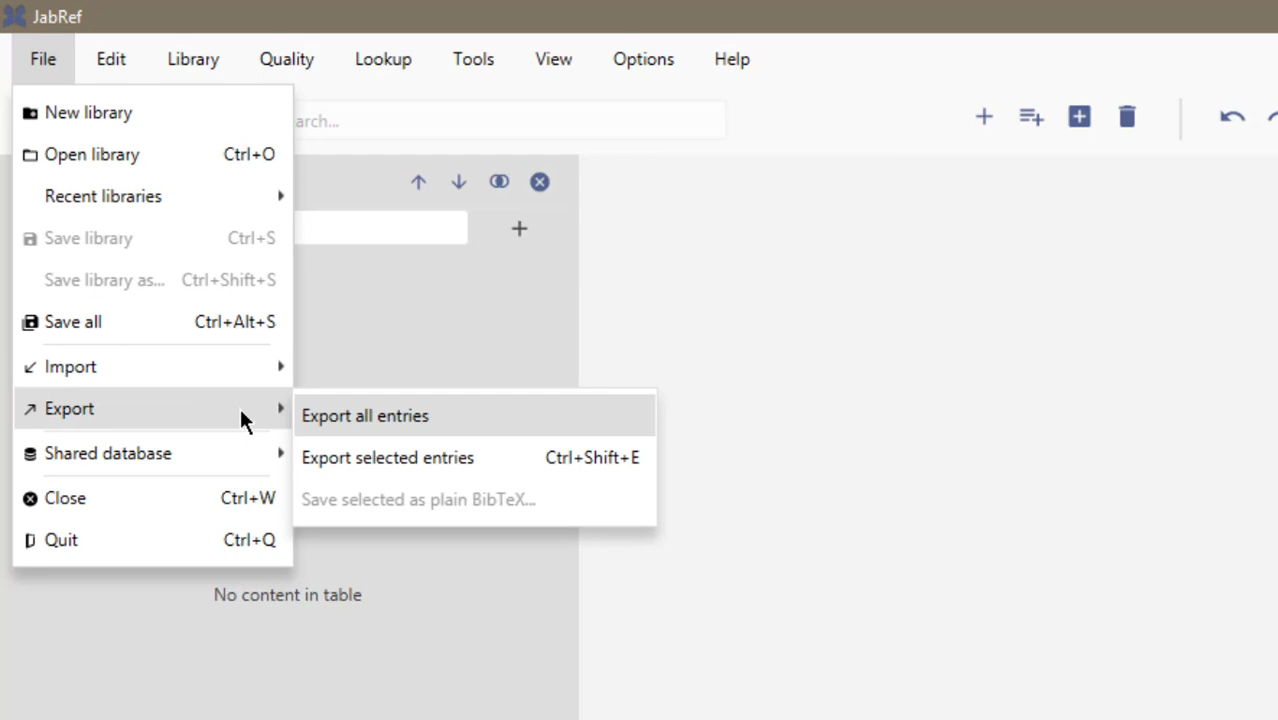 JabRef
File Edit Library Quality Lookup Tools View Options Help
New library
arch...
Open library Ctrl+O
Recent libraries
Save library Ctrl+S
Save library as... Ctrl+Shift+S
Save all Ctrl+Alt+S
Import
Export
Export all entries
Export selected entries Ctrl+Shift+E
Save selected as plain BibTeX...
Shared database
Close Ctrl+W
Quit Ctrl+Q
No content in table